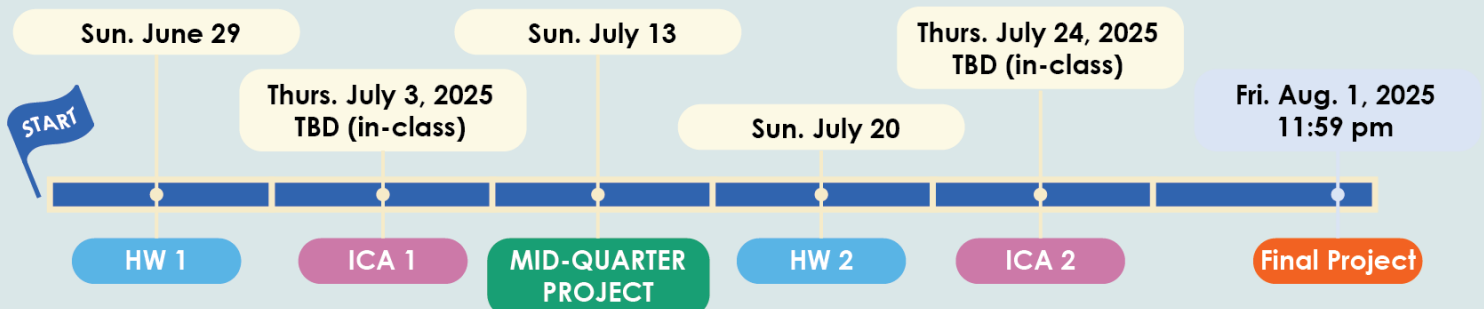 START
Sun. June 29
HW 1
Thurs. July 3, 2025
TBD (in-class)
ICA 1
Sun. July 13
MID-QUARTER
PROJECT
Sun. July 20
HW 2
Thurs. July 24, 2025
TBD (in-class)
ICA 2
Fri. Aug. 1, 2025
11:59 pm
Final Project